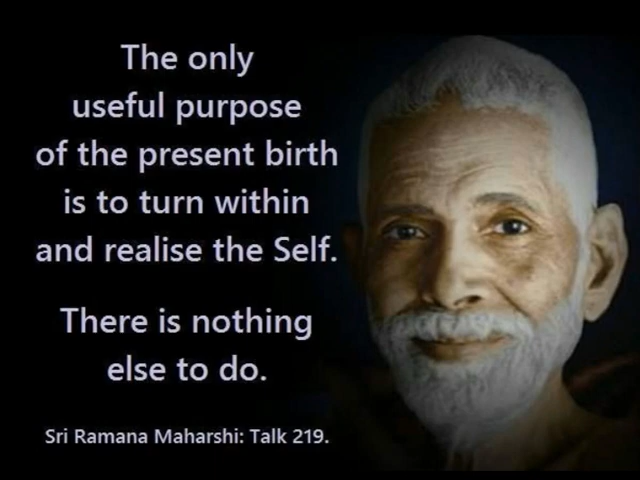 The only
useful purpose
of the present birth
is to turn within
and realise the Self.
There is nothing
else to do.
Sri Ramana Maharshi: Talk 219.